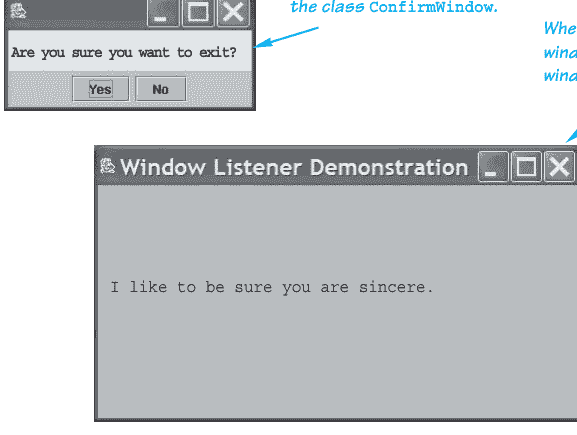 the class ConfirmWindow.
Are you sure you want to exit?
Yes No
Window Listener Demonstration
I like to be sure you are sincere.